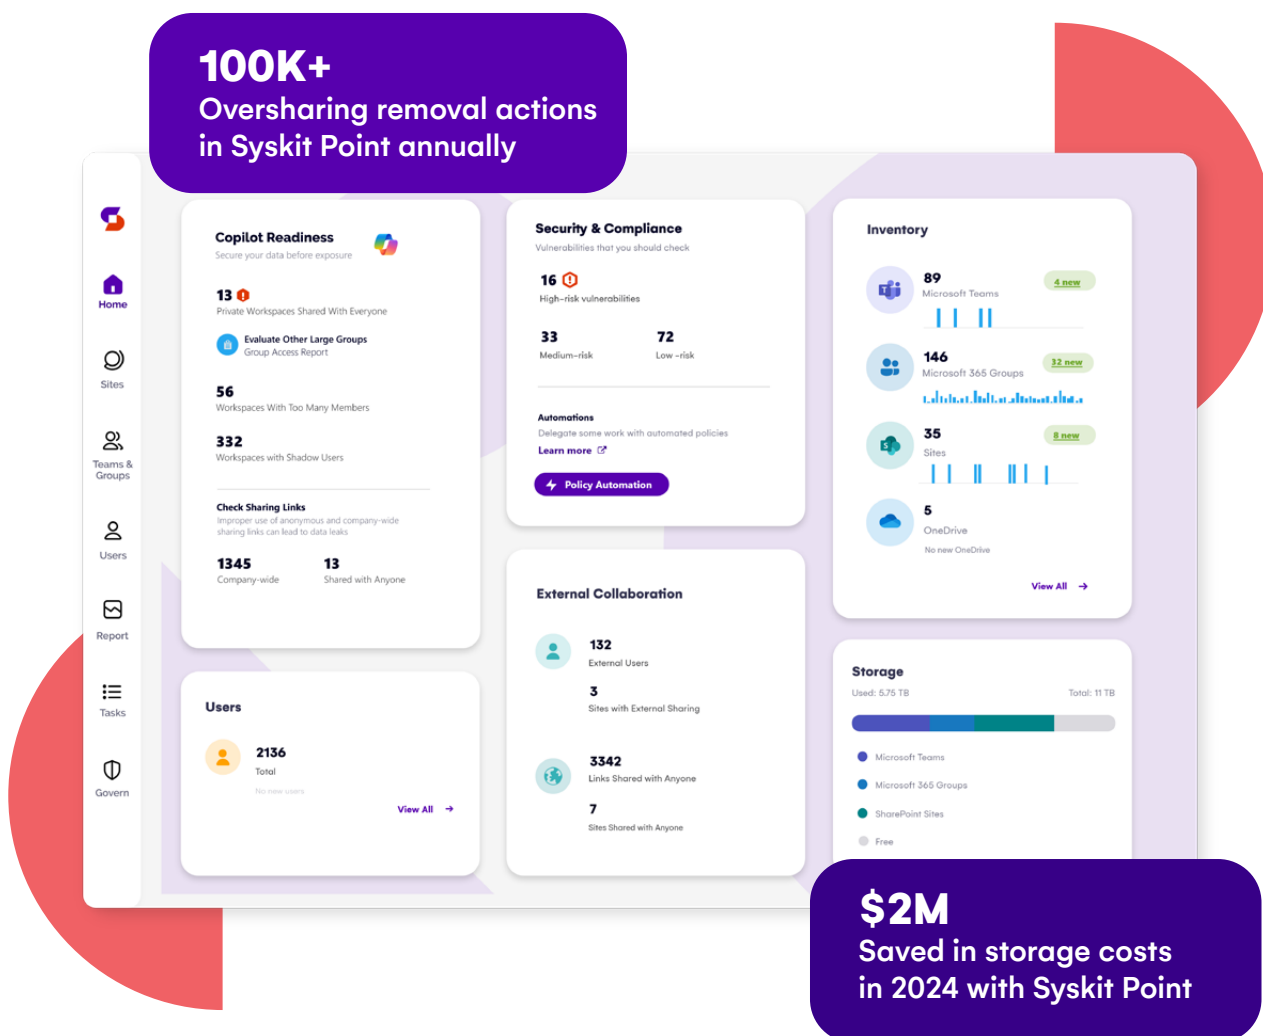 100K+
Oversharing removal actions
in Syskit Point annually
Home
Sites
Teams &
Groups
Users
Report
Tasks
Govern
Copilot Readiness
Secure your data before exposure
13
Private Workspaces Shared With Everyone
Evaluate Other Large Groups
Group Access Report
56
Workspaces With Too Many Members
332
Workspaces with Shadow Users
Check Sharing Links
Improper use of anonymous and company-wide
sharing links can lead to data leaks
1345 13
Company-wide Shared with Anyone
Users
2136
Total
No new users
View All
Security & Compliance
Vulnerabilities that you should check
16
High-risk vulnerabilities
33 72
Medium-risk Low -risk
Automations
Delegate some work with automated policies
Learn more
Policy Automation
External Collaboration
132
External Users
3
Sites with External Sharing
3342
Links Shared with Anyone
7
Sites Shared with Anyone
Inventory
89
Microsoft Teams
4 new
146
Microsoft 365 Groups
32 new
35
Sites
8 new
5
OneDrive
No new OneDrive
View All
Storage
Used: 5.75 TB Total: 11 TB
Microsoft Teams
Microsoft 365 Groups
SharePoint Sites
Free
$2M
Saved in storage costs
in 2024 with Syskit Point